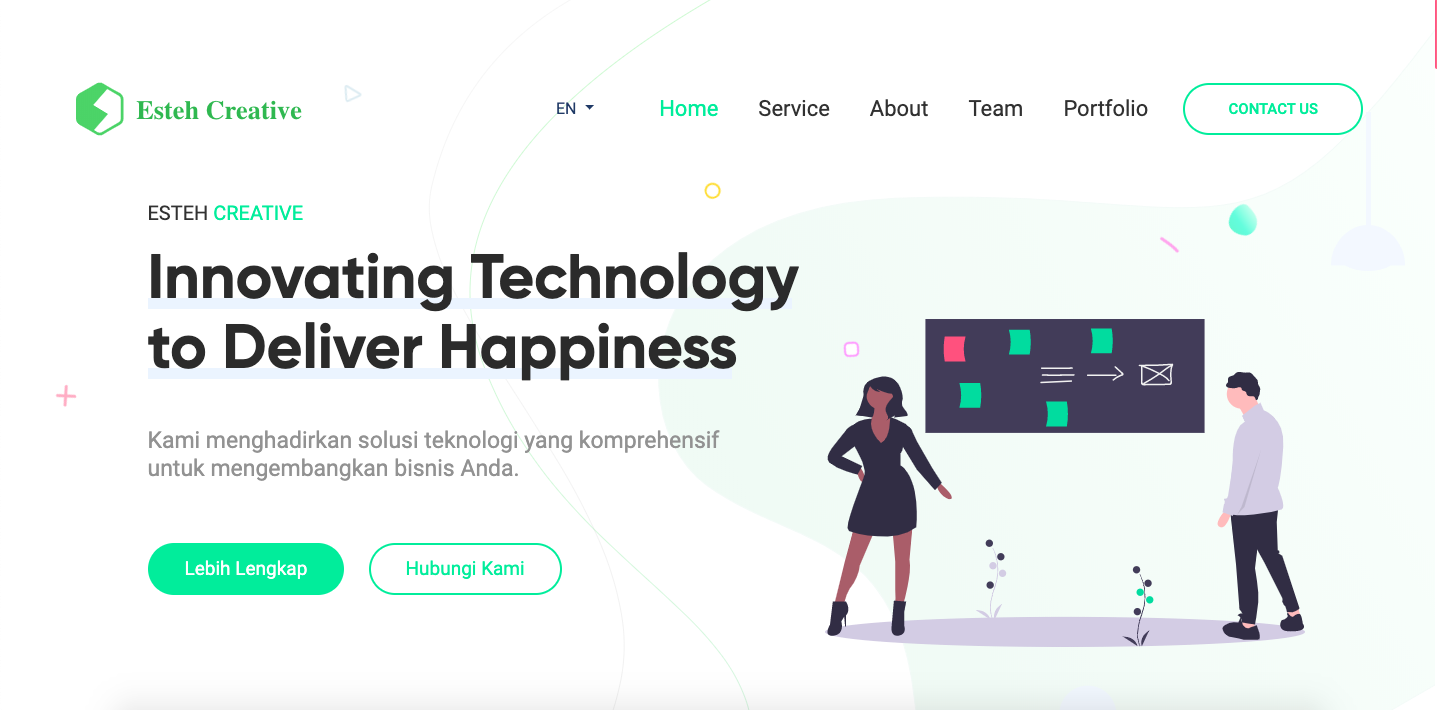 Esteh Creative
EN
Home
Service
About
Team
Portfolio
CONTACT US
ESTEH CREATIVE
Innovating Technology
to Deliver Happiness
Kami menghadirkan solusi teknologi yang komprehensif
untuk mengembangkan bisnis Anda.
Lebih Lengkap
Hubungi Kami